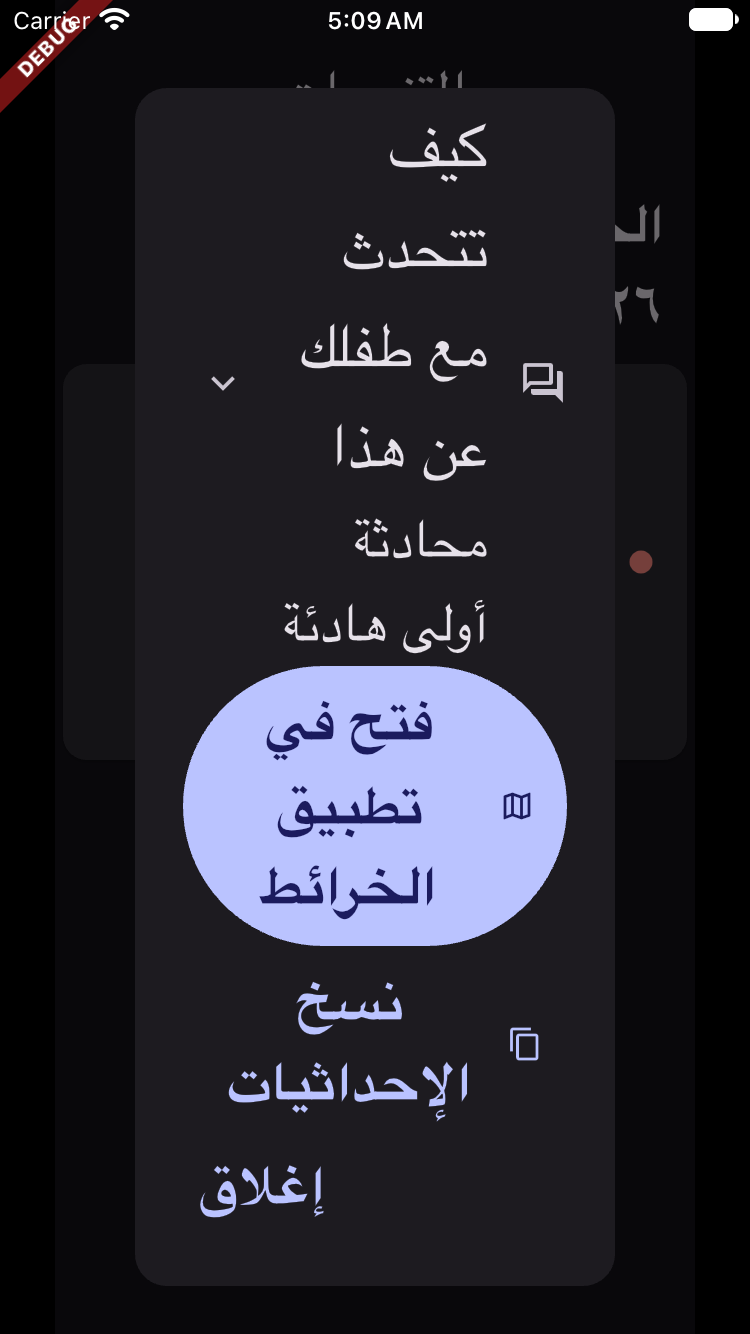 Carrier
5:09 AM
DEBUG
كيف
تتحدث
مع طفلك
عن هذا
محادثة
أولى هادئة
فتح في
تطبيق
الخرائط
نسخ
الإحداثيات
إغلاق